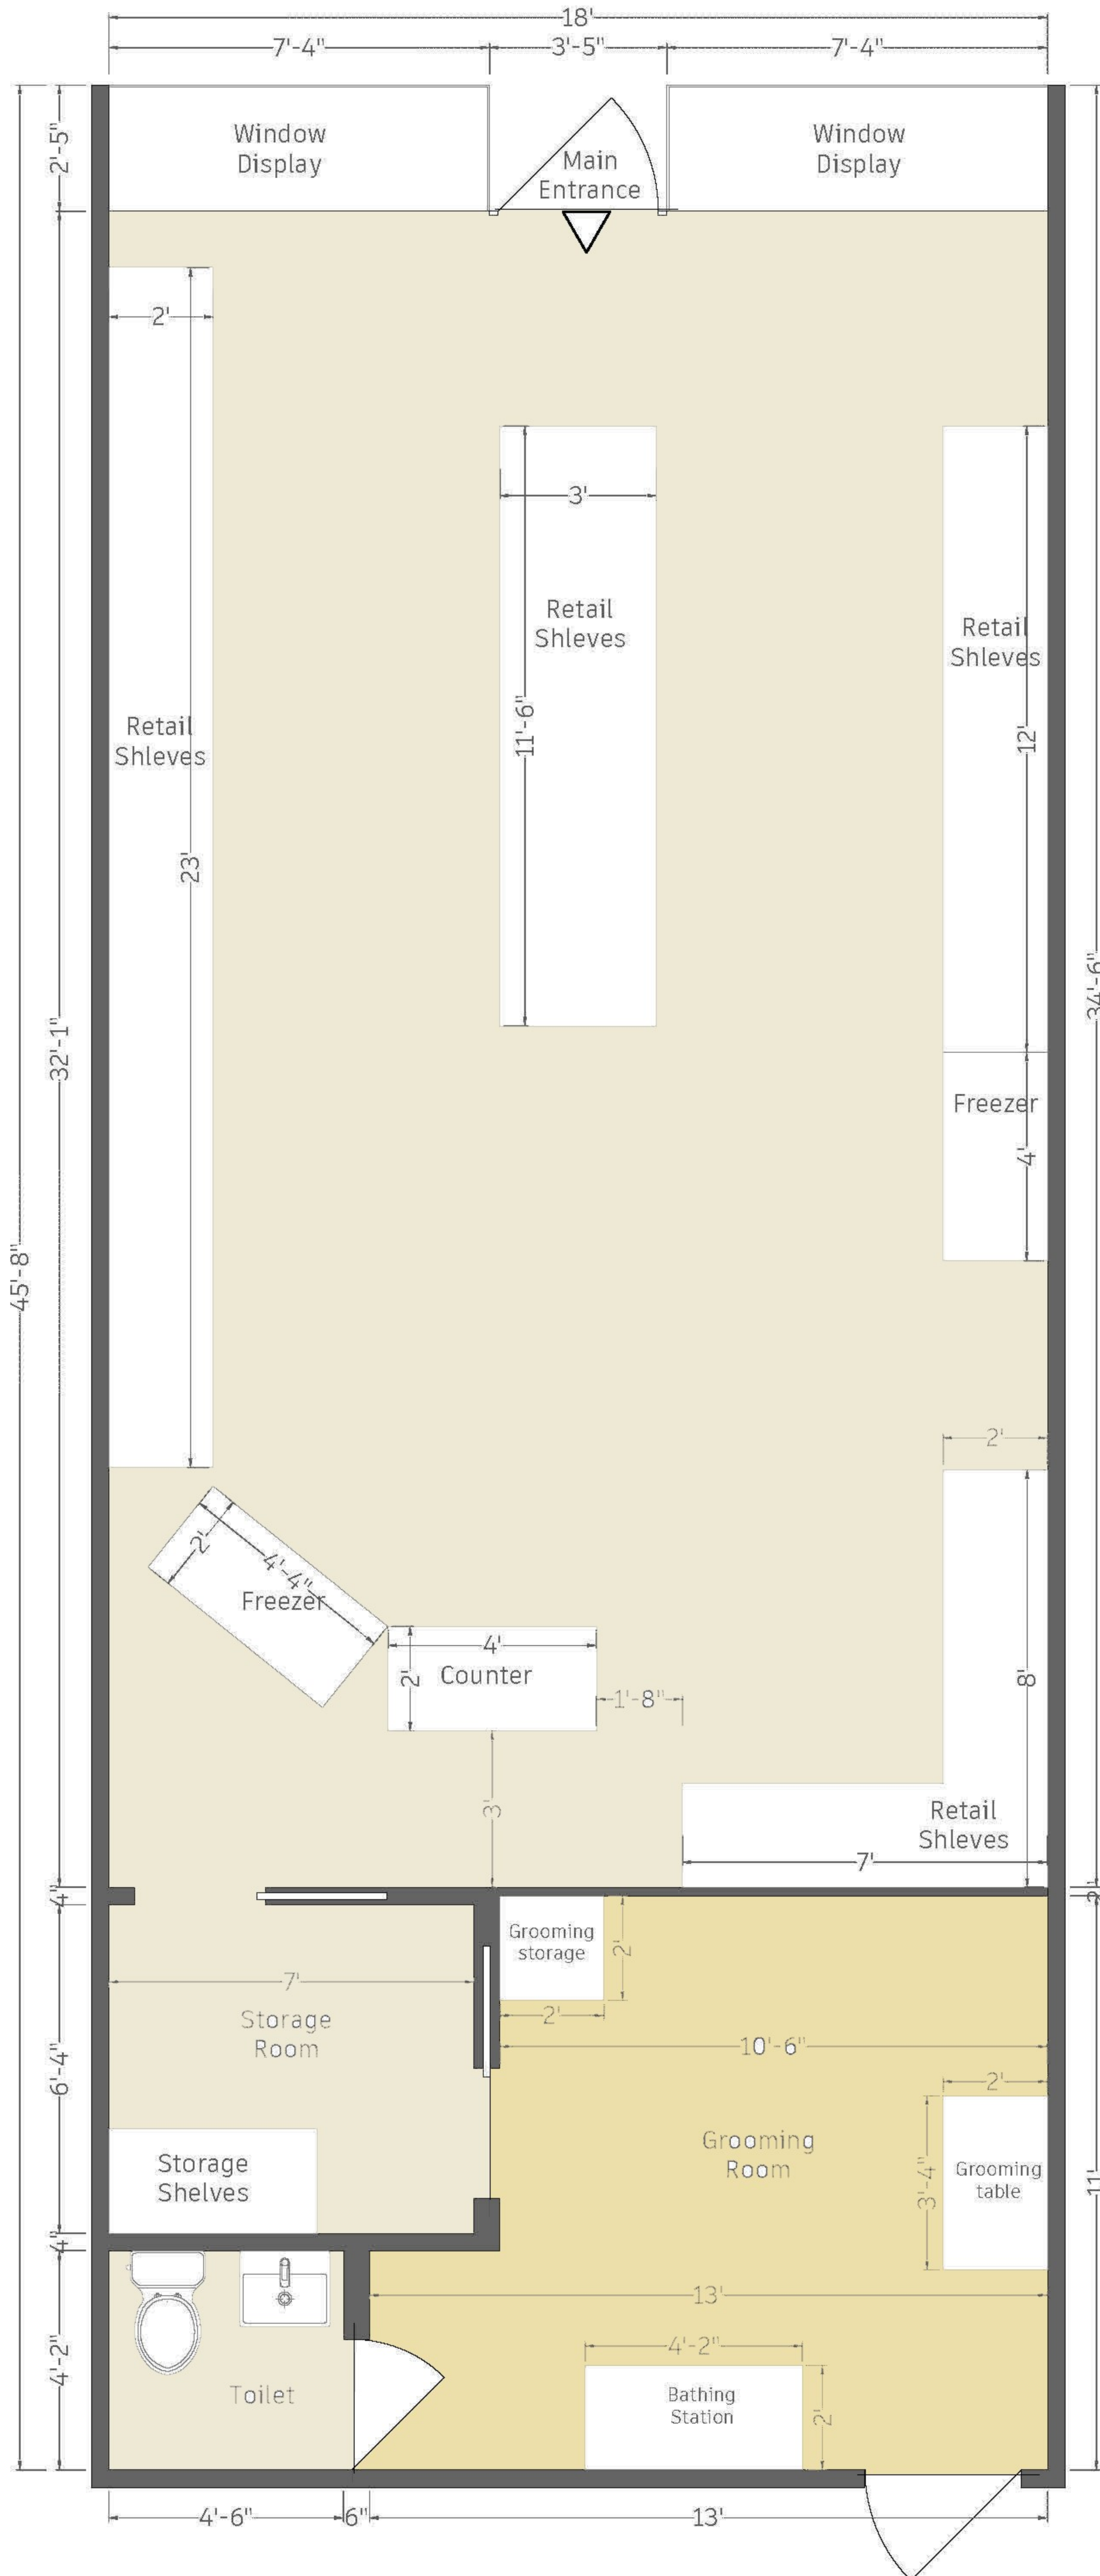 18'
7'-4"
3'-5"
7'-4"
2'-5"
Window
Display
Main
Entrance
Window
Display
2'
3'
Retail
Shleves
Retail
Shleves
Retail
Shleves
11'-6"
12'
23'
34'-6"
32'-1"
Freezer
4'
45'-8"
2'
2'
4'-4"
Freezer
4'
2'
Counter
1'-8"
8'
3'
Retail
Shleves
7'
4"
Grooming
storage
2'
7'
2'
Storage
Room
10'-6"
6'-4"
2'
Grooming
Room
Storage
Shelves
3'-4"
Grooming
table
11'
4"
13'
4'-2"
4'-2"
Toilet
Bathing
Station
2'
4'-6"
6"
13'